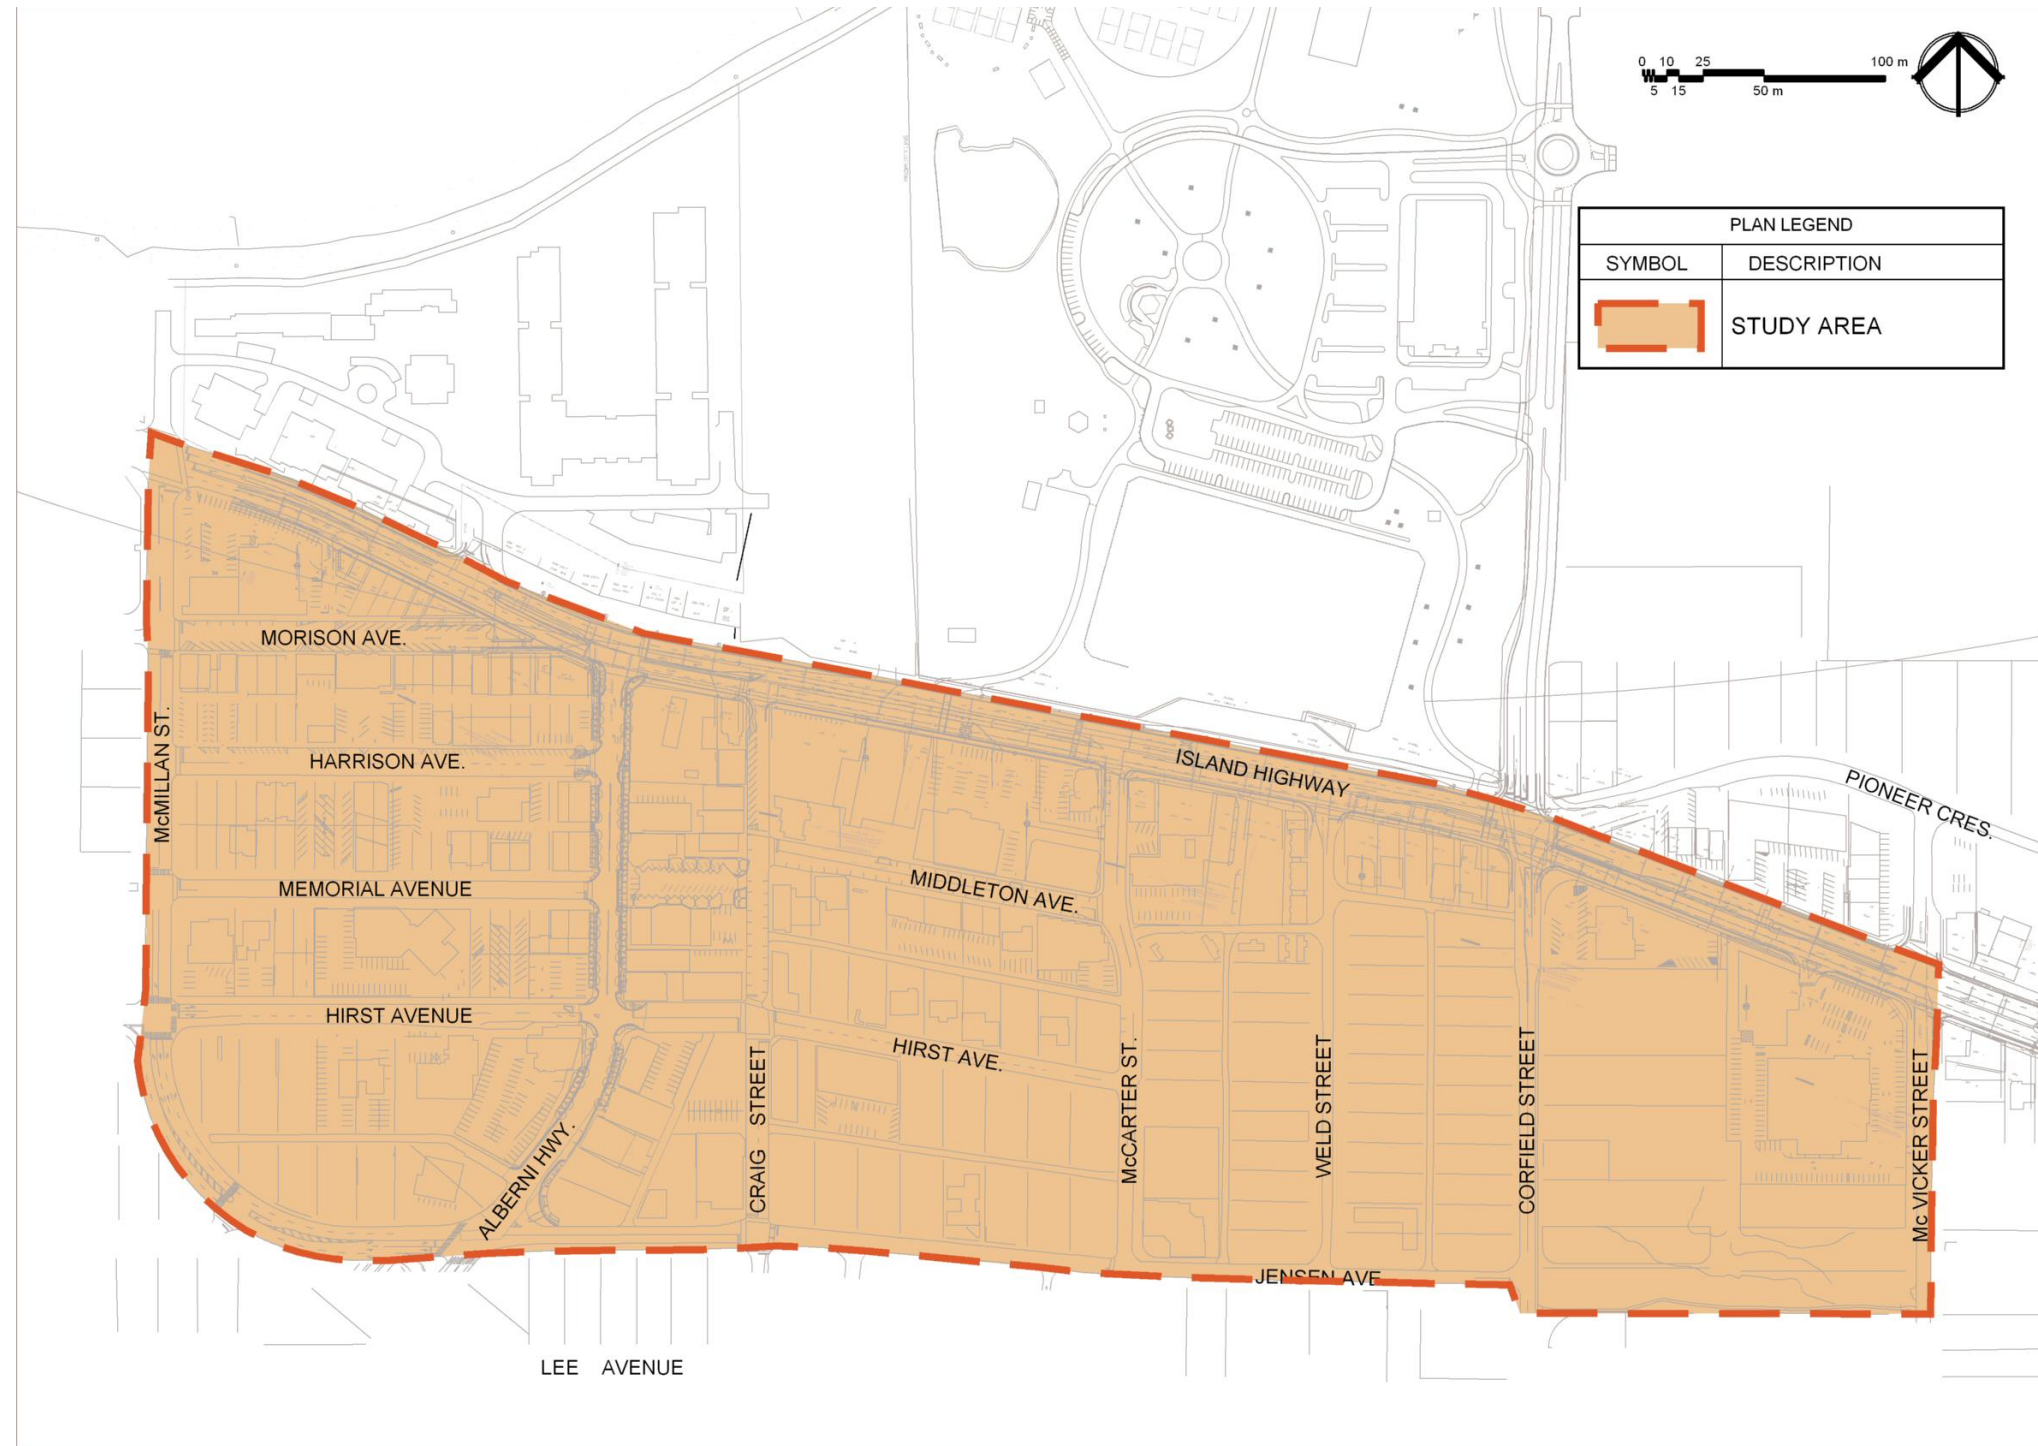 0 10 25 100 m
5 15 50 m
PLAN LEGEND
SYMBOL DESCRIPTION
STUDY AREA
MORISON AVE.
McMILLAN ST.
HARRISON AVE.
ISLAND HIGHWAY
PIONEER CRES.
MEMORIAL AVENUE
MIDDLETON AVE.
HIRST AVENUE
HIRST AVE.
ALBERNI HWY.
CRAIG STREET
McCARTER ST.
WELD STREET
CORFIELD STREET
Mc VICKER STREET
JENSEN AVE
LEE AVENUE